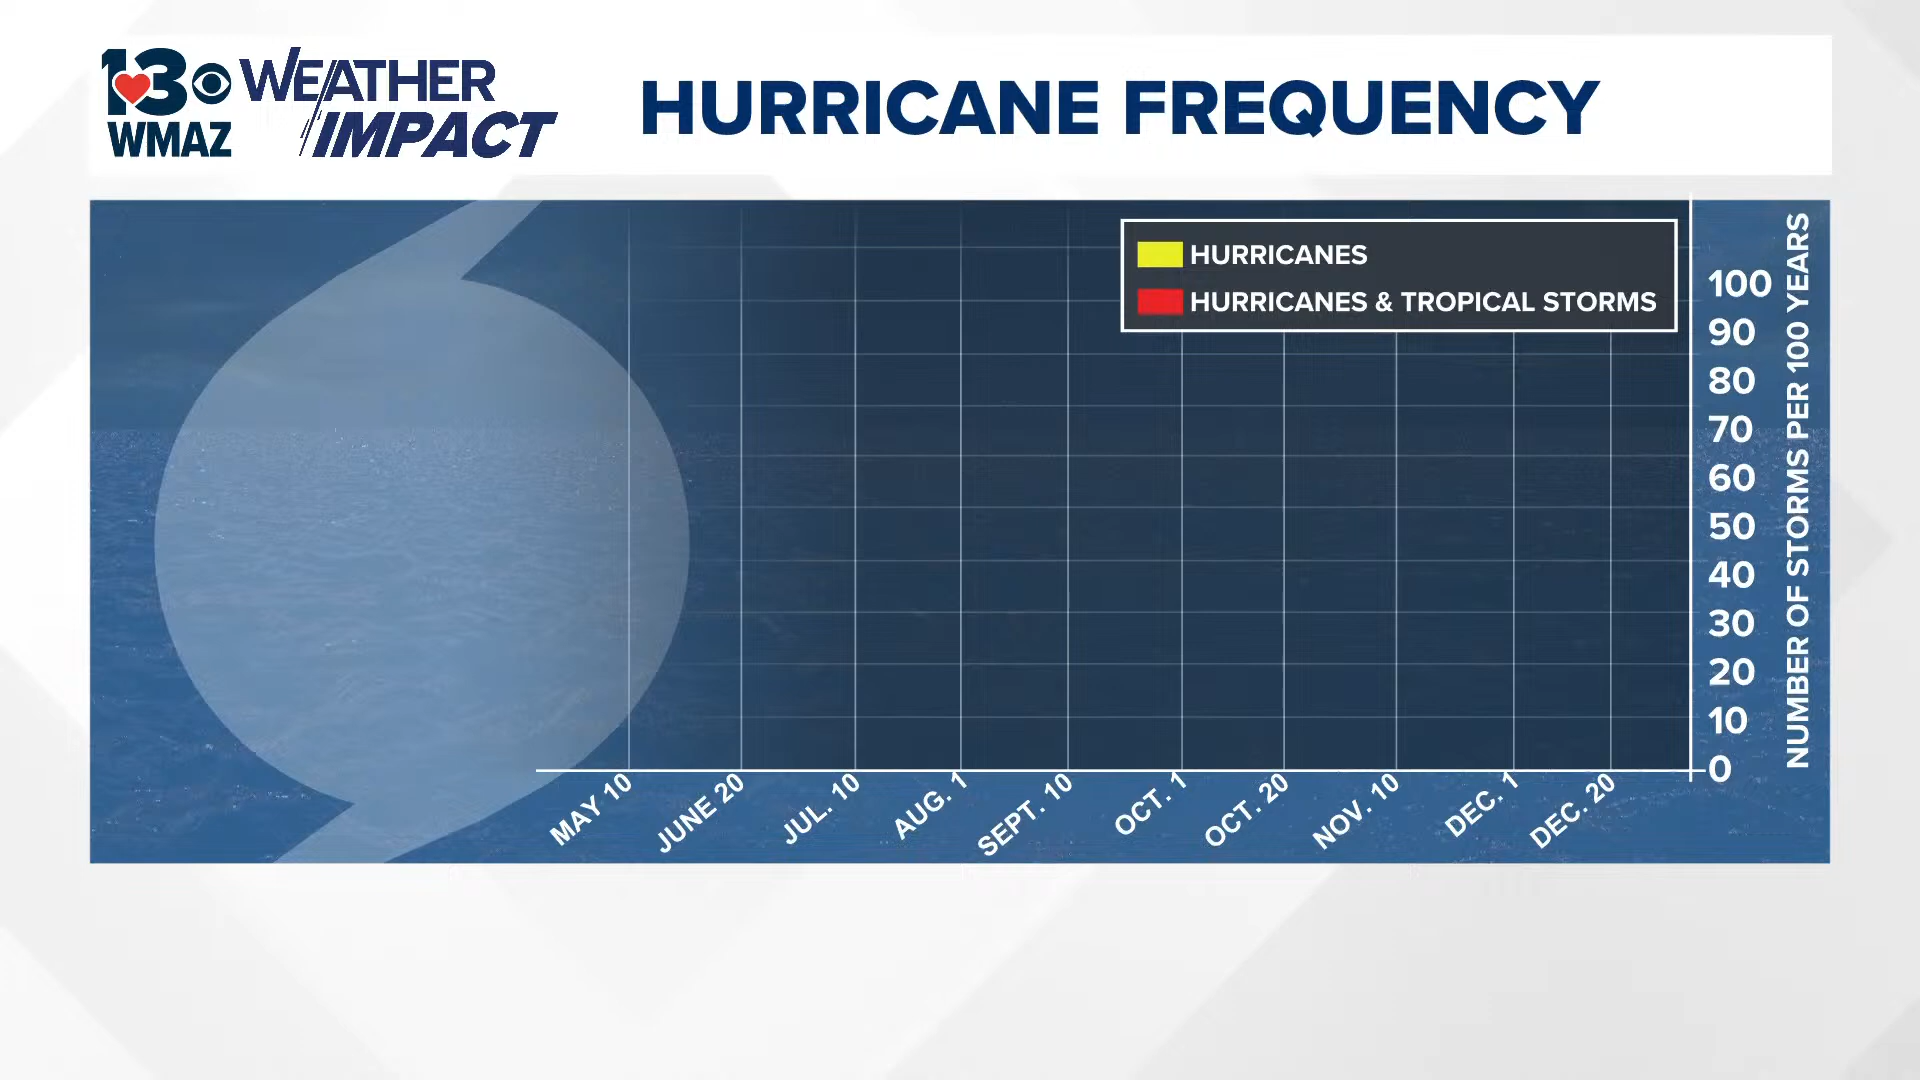 13
WMAZ
WEATHER
IMPACT
HURRICANE FREQUENCY
HURRICANES
HURRICANES & TROPICAL STORMS
100
90
80
70
60
50
40
30
20
10
0
NUMBER OF STORMS PER 100 YEARS
MAY 10
JUNE 20
JUL. 10
AUG. 1
SEPT. 10
OCT. 1
OCT. 20
NOV. 10
DEC. 1
DEC. 20